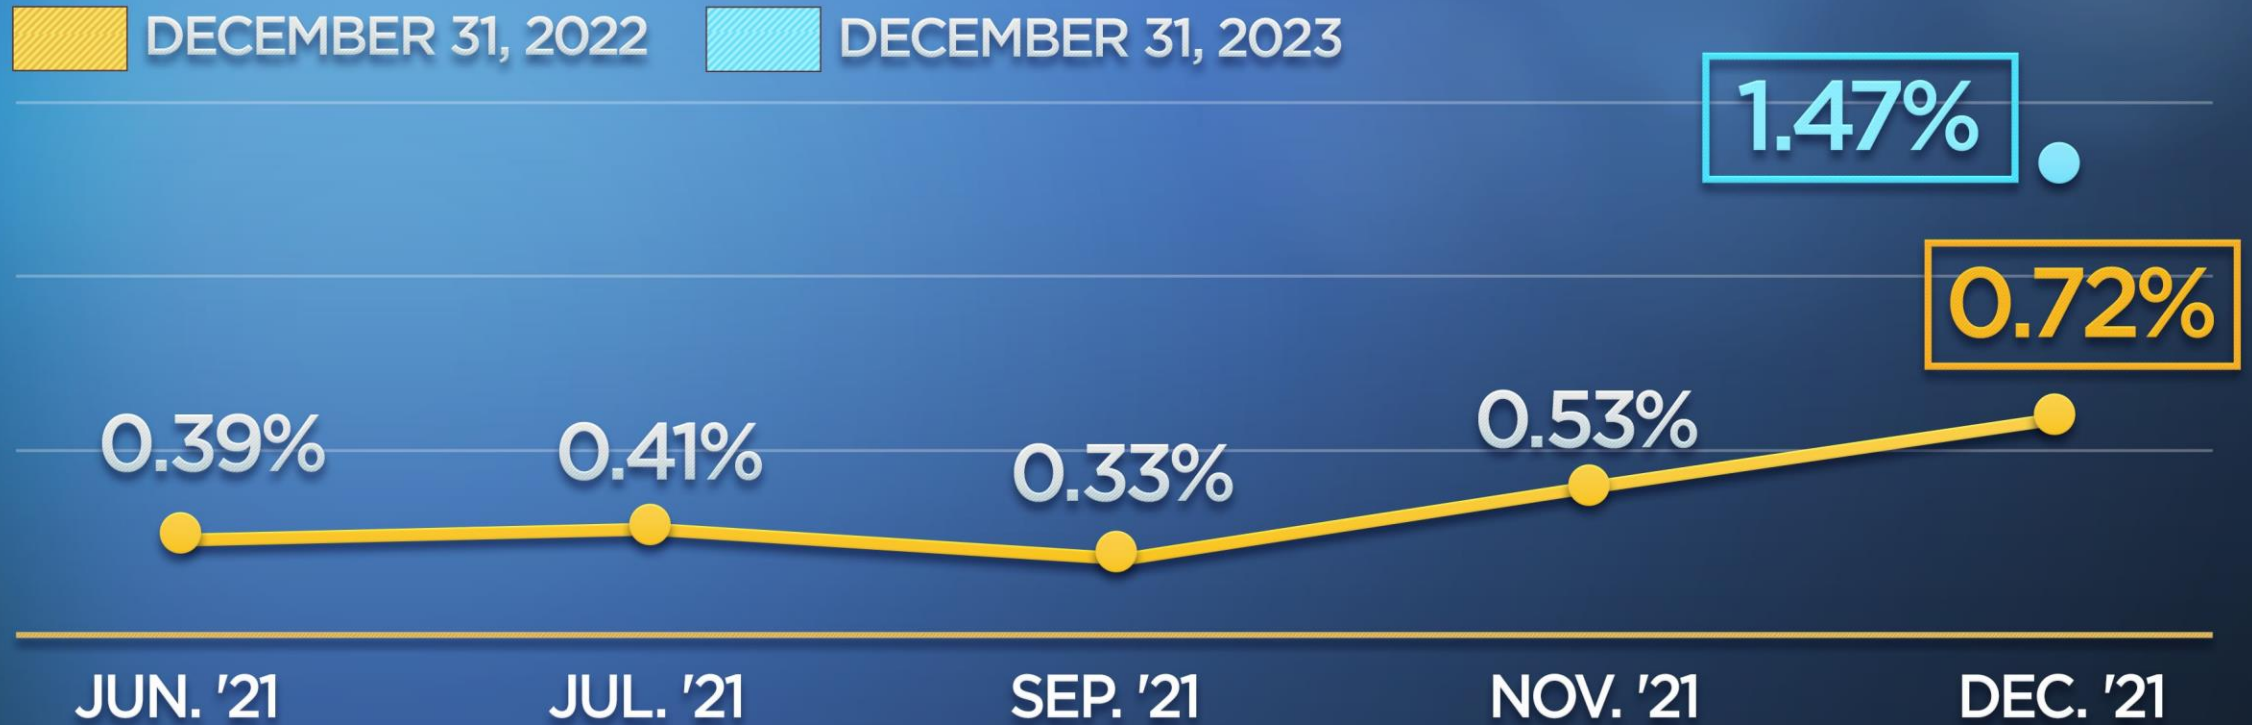 DECEMBER 31, 2022
DECEMBER 31, 2023
1.47%
0.72%
0.39%
0.41%
0.33%
0.53%
JUN. '21
JUL. '21
SEP. '21
NOV. '21
DEC. '21